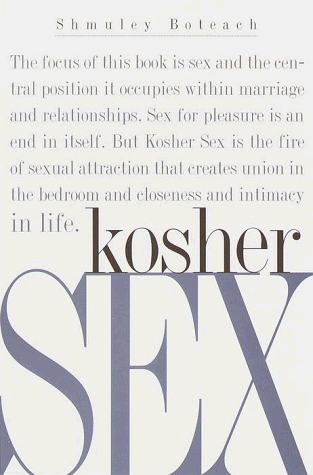 Shmuley Boteach
The focus of this book is sex and the cen-
tral position it occupies within marriage
and relationships. Sex for pleasure is an
end in itself. But Kosher Sex is the fire
of sexual attraction that creates union in
the bedroom and closeness and intimacy
in life.
kosher
SEX